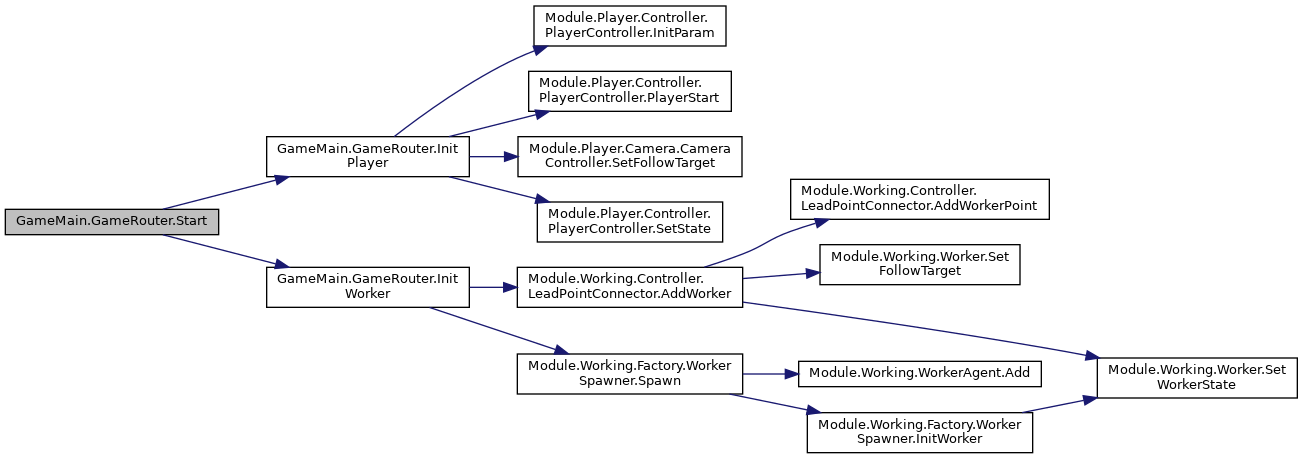 Module.Player.Controller.
PlayerController.InitParam
Module.Player.Controller.
PlayerController.PlayerStart
GameMain.GameRouter.Init
Player
Module.Player.Camera.Camera
Controller.SetFollowTarget
Module.Player.Controller.
PlayerController.SetState
GameMain.GameRouter.Start
Module.Working.Controller.
LeadPointConnector.AddWorkerPoint
Module.Working.Worker.Set
FollowTarget
GameMain.GameRouter.Init
Worker
Module.Working.Controller.
LeadPointConnector.AddWorker
Module.Working.Factory.Worker
Spawner.Spawn
Module.Working.WorkerAgent.Add
Module.Working.Worker.Set
WorkerState
Module.Working.Factory.Worker
Spawner.InitWorker